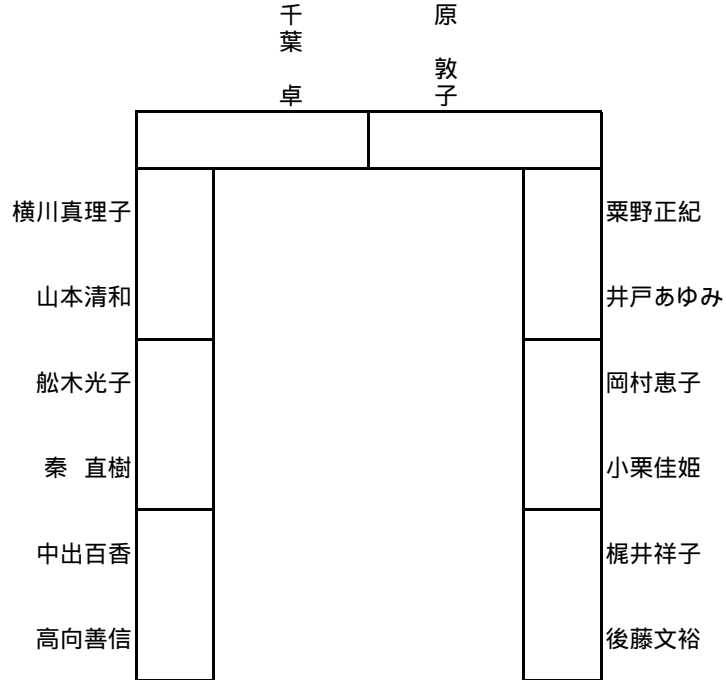 千葉 卓
原 敦子
横川真理子
山本清和
舩木光子
秦 直樹
中出百香
高向善信
粟野正紀
井戸あゆみ
岡村恵子
小栗佳姫
梶井祥子
後藤文裕